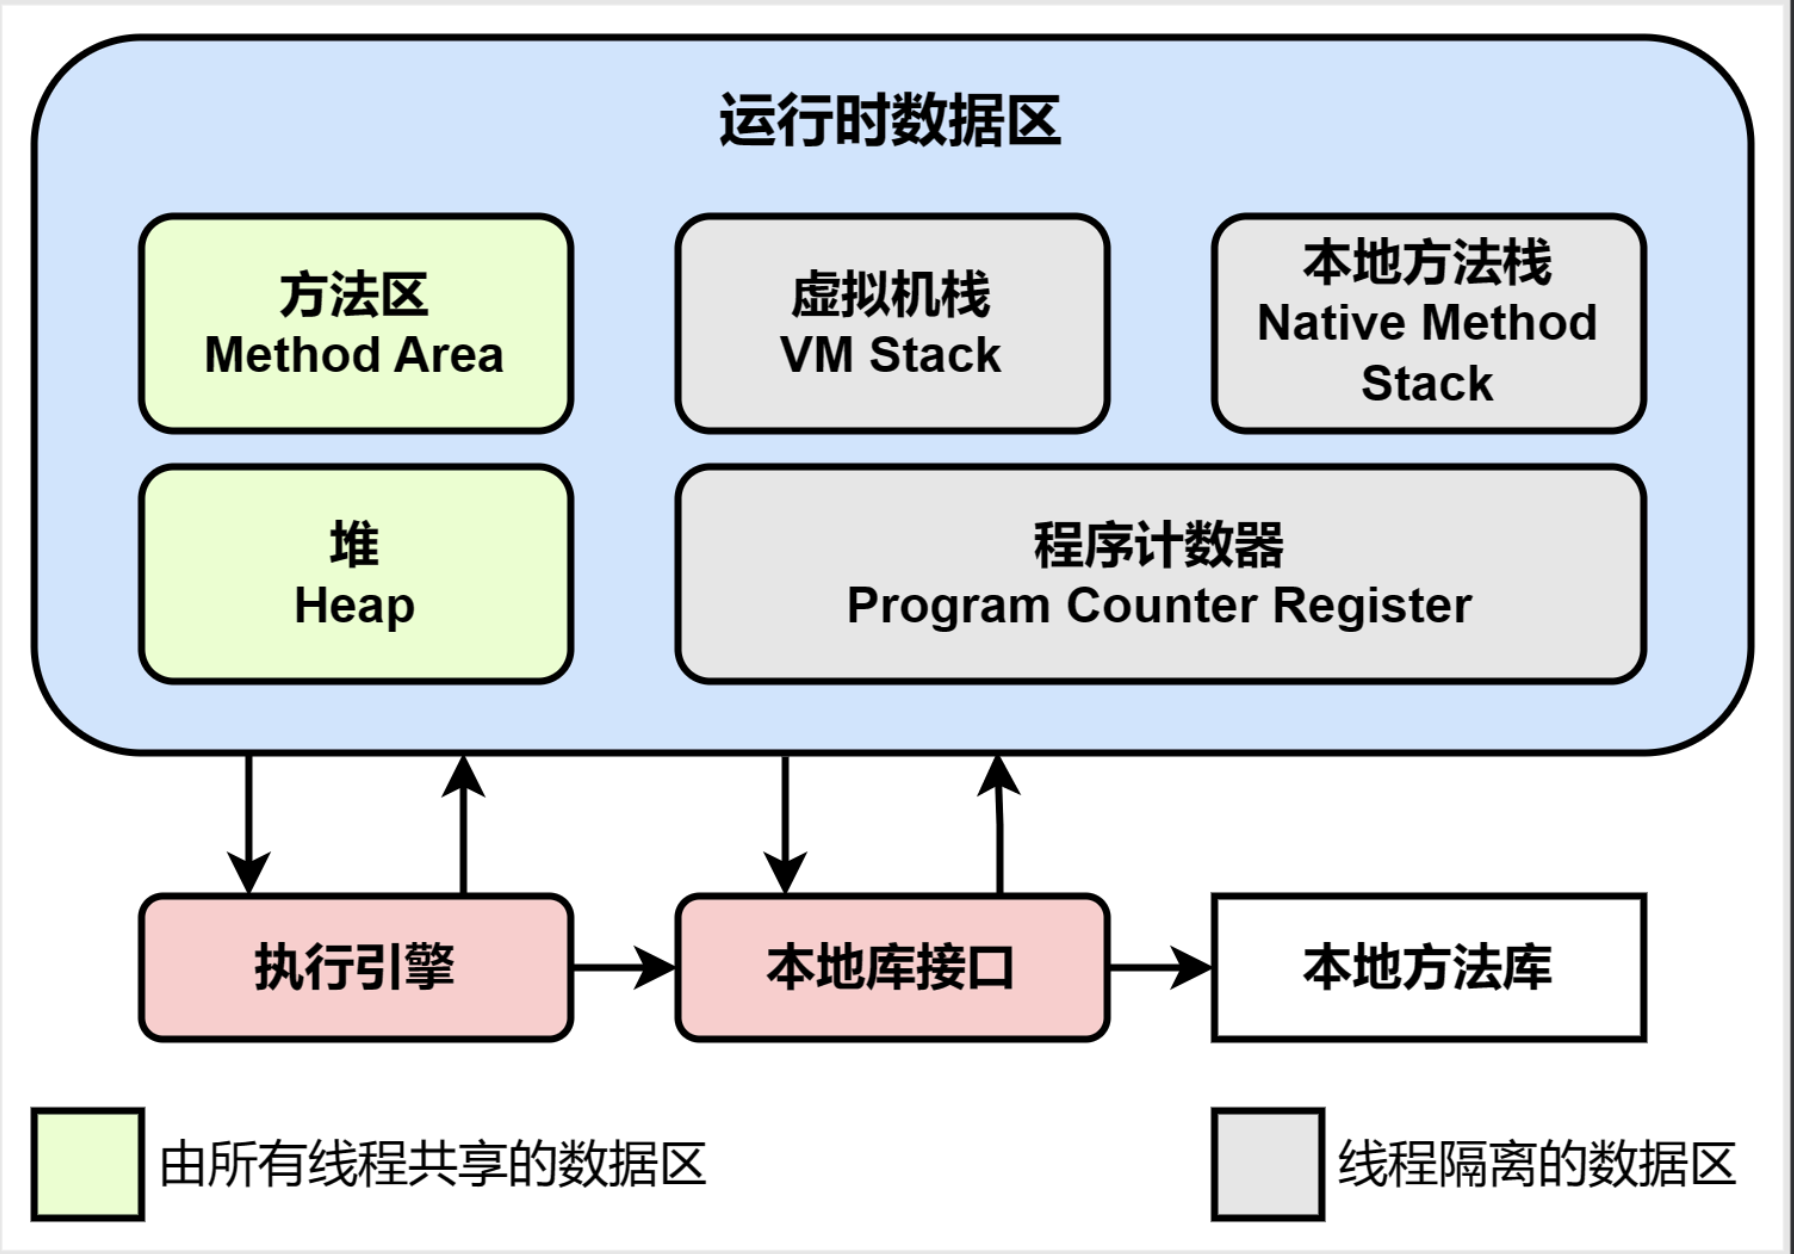 运行时数据区
方法区
Method Area
虚拟机栈
VM Stack
本地方法栈
Native Method
Stack
堆
Heap
程序计数器
Program Counter Register
执行引擎
本地库接口
本地方法库
由所有线程共享的数据区
线程隔离的数据区